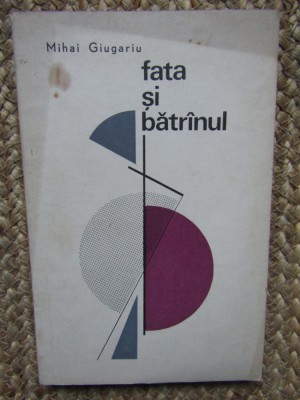 Mihai Giugariu
fata
și
bătrînul